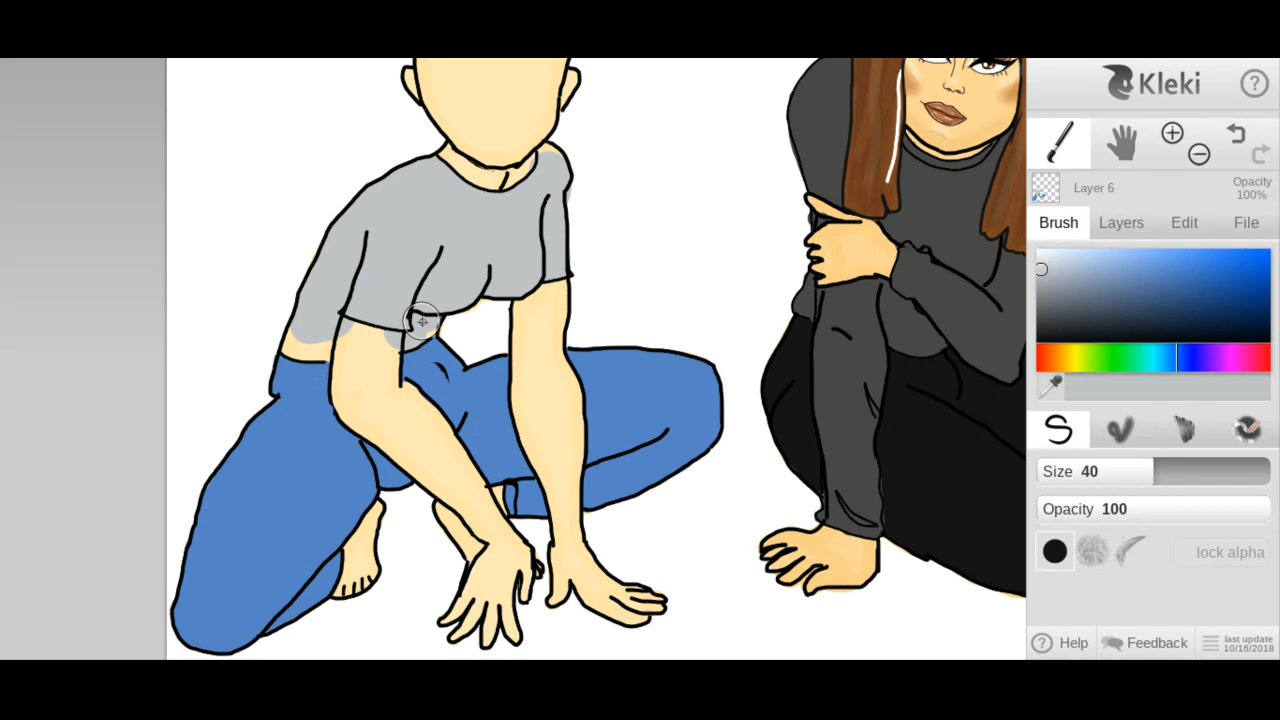 Kleki
?
Layer 6
Opacity
100%
Brush Layers Edit File
Size 40
Opacity 100
lock alpha
? Help Feedback last update
10/16/2018